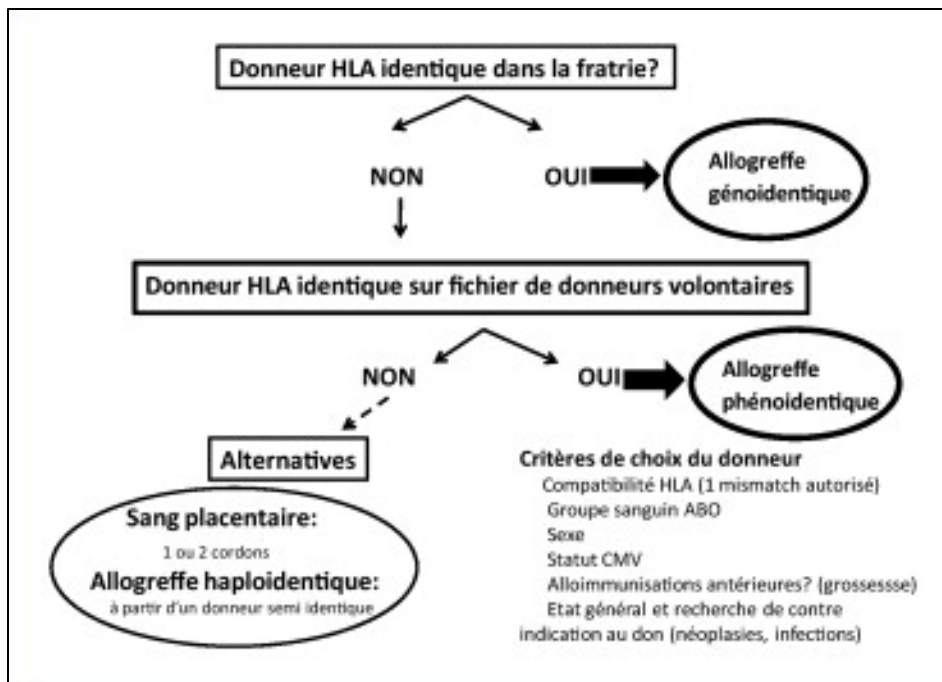 Donneur HLA identique dans la fratrie?
NON
OUI
Allogreffe
génoidentique
Donneur HLA identique sur fichier de donneurs volontaires
NON
OUI
Allogreffe
phénoidentique
Alternatives
Sang placentaire:
1 ou 2 cordons
Allogreffe haploidentique:
à partir d'un donneur semi identique
Critères de choix du donneur
Compatibilité HLA (1 mismatch autorisé)
Groupe sanguin ABO
Sexe
Statut CMV
Alloimmunisations antérieures? (grossessse)
Etat général et recherche de contre
indication au don (néoplasies, infections)